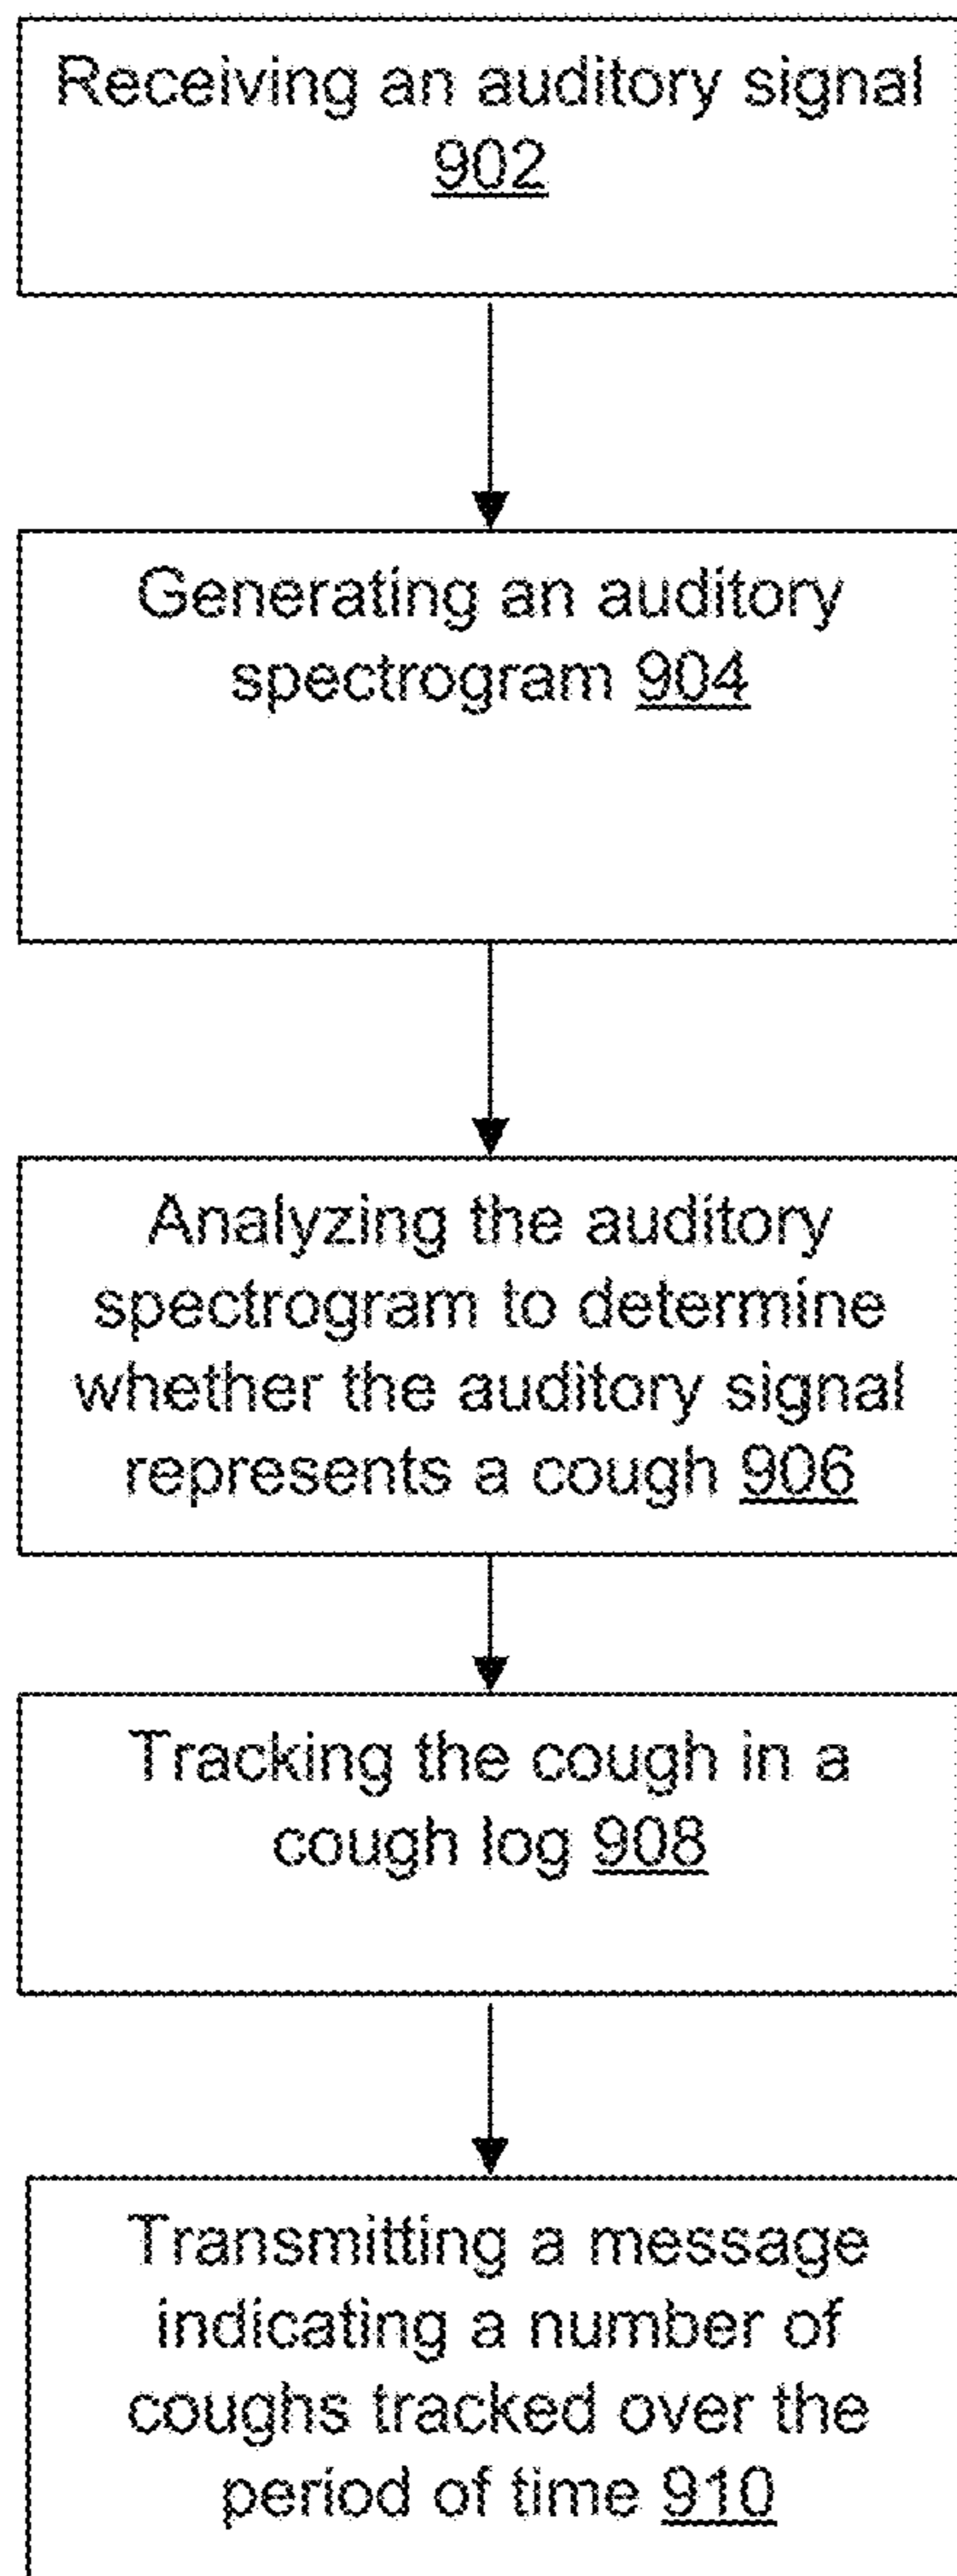 Receiving an auditory signal
902
Generating an auditory
spectrogram 904
Analyzing the auditory
spectrogram to determine
whether the auditory signal
represents a cough 906
Tracking the cough in a
cough log 908
Transmitting a message
indicating a number of
coughs tracked over the
period of time 910